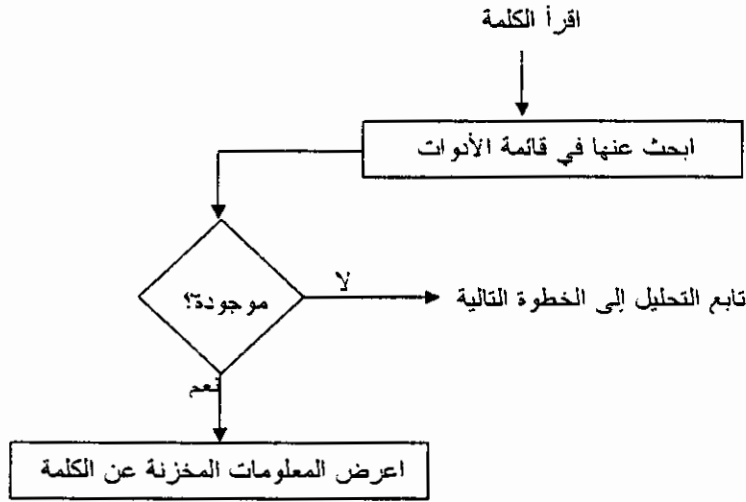 اقرأ الكلمة
ابحث عنها في قائمة الأدوات
موجودة؟
لا
تابع التحليل إلى الخطوة التالية
نعم
اعرض المعلومات المخزنة عن الكلمة